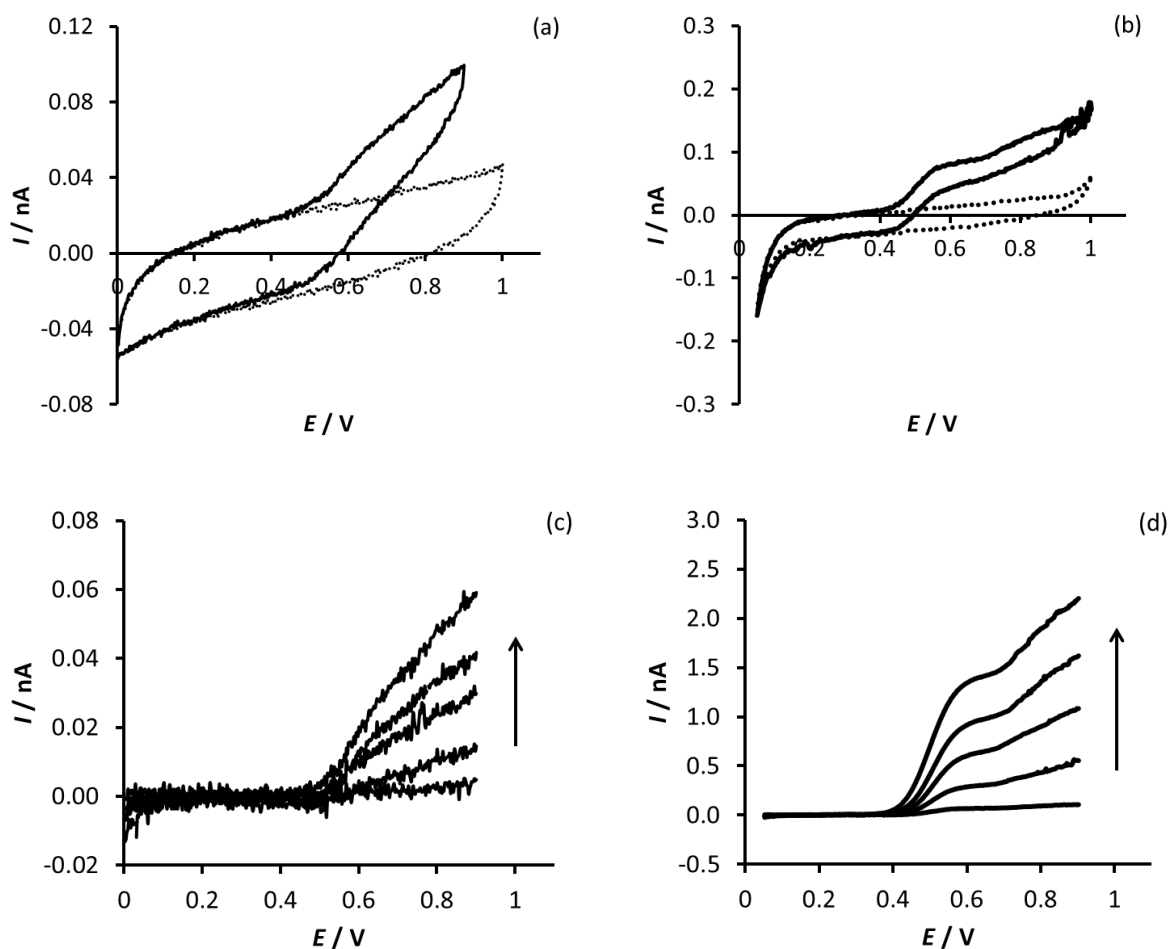 (a)
0.12
0.08
0.04
0.00
-0.04
-0.08
0 0.2 0.4 0.6 0.8 1
I / nA
E / V
(b)
0.3
0.2
0.1
0.0
-0.1
-0.2
-0.3
0 0.2 0.4 0.6 0.8 1
I / nA
E / V
(c)
0.08
0.06
0.04
0.02
0.00
-0.02
0 0.2 0.4 0.6 0.8 1
I / nA
E / V
(d)
3.0
2.5
2.0
1.5
1.0
0.5
0.0
-0.5
0 0.2 0.4 0.6 0.8 1
I / nA
E / V